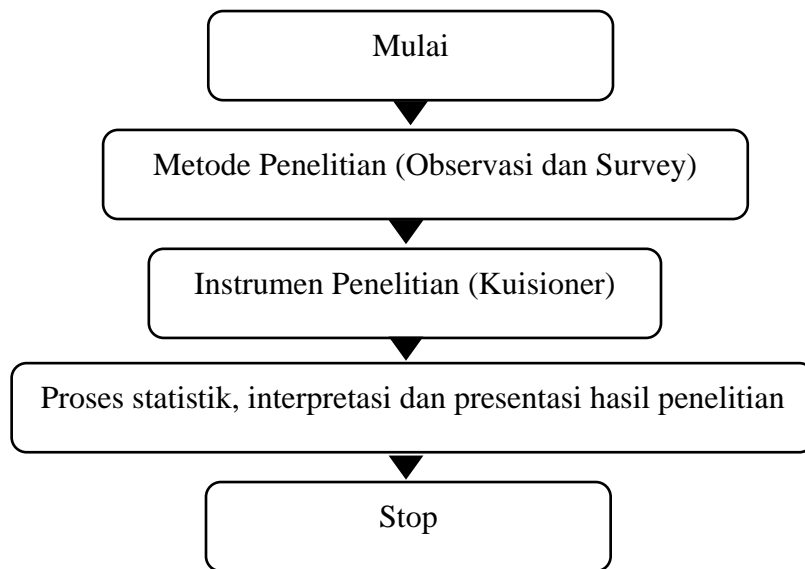 Mulai
Metode Penelitian (Observasi dan Survey)
Instrumen Penelitian (Kuisioner)
Proses statistik, interpretasi dan presentasi hasil penelitian
Stop